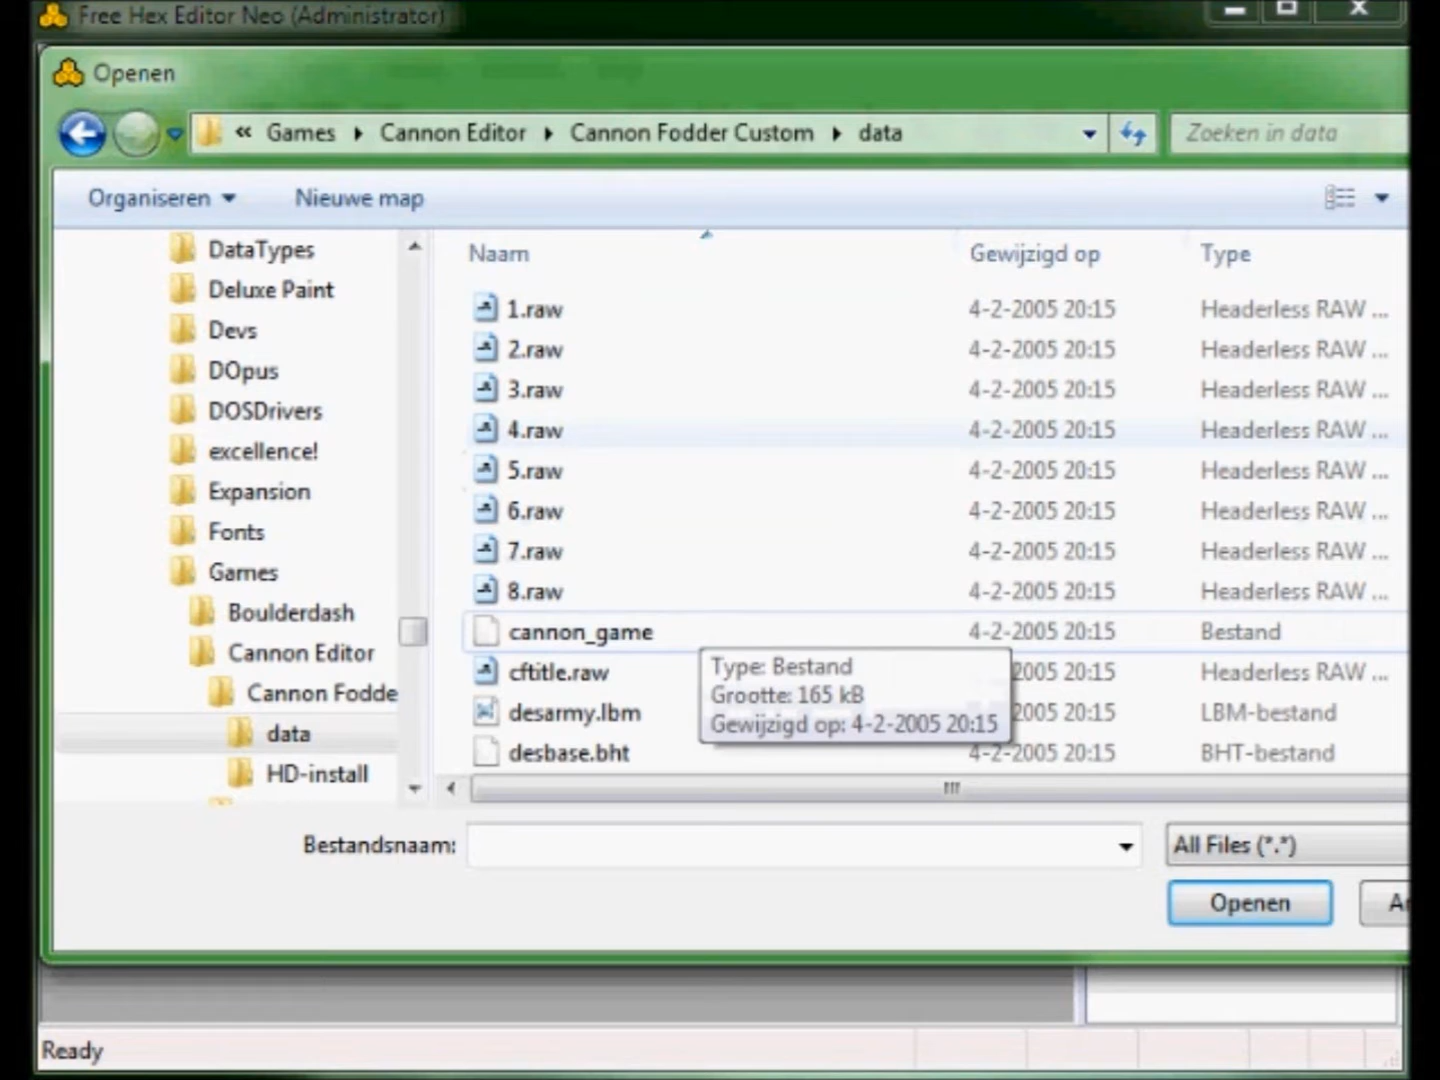 Free Hex Editor Neo (Administrator)
Openen
« Games Cannon Editor Cannon Fodder Custom data
Zoeken in data
Organiseren Nieuwe map
Naam Gewijzigd op Type
DataTypes
Deluxe Paint
Devs
DOpus
DOSDrivers
excellence!
Expansion
Fonts
Games
Boulderdash
Cannon Editor
Cannon Fodde
data
HD-install
1.raw 4-2-2005 20:15 Headerless RAW ...
2.raw 4-2-2005 20:15 Headerless RAW ...
3.raw 4-2-2005 20:15 Headerless RAW ...
4.raw 4-2-2005 20:15 Headerless RAW ...
5.raw 4-2-2005 20:15 Headerless RAW ...
6.raw 4-2-2005 20:15 Headerless RAW ...
7.raw 4-2-2005 20:15 Headerless RAW ...
8.raw 4-2-2005 20:15 Headerless RAW ...
cannon_game 4-2-2005 20:15 Bestand
cftitle.raw 2005 20:15 Headerless RAW ...
desarmy.lbm 2005 20:15 LBM-bestand
desbase.bht 4-2-2005 20:15 BHT-bestand
Type: Bestand
Grootte: 165 kB
Gewijzigd op: 4-2-2005 20:15
Bestandsnaam:
All Files (*.*)
Openen
Ready